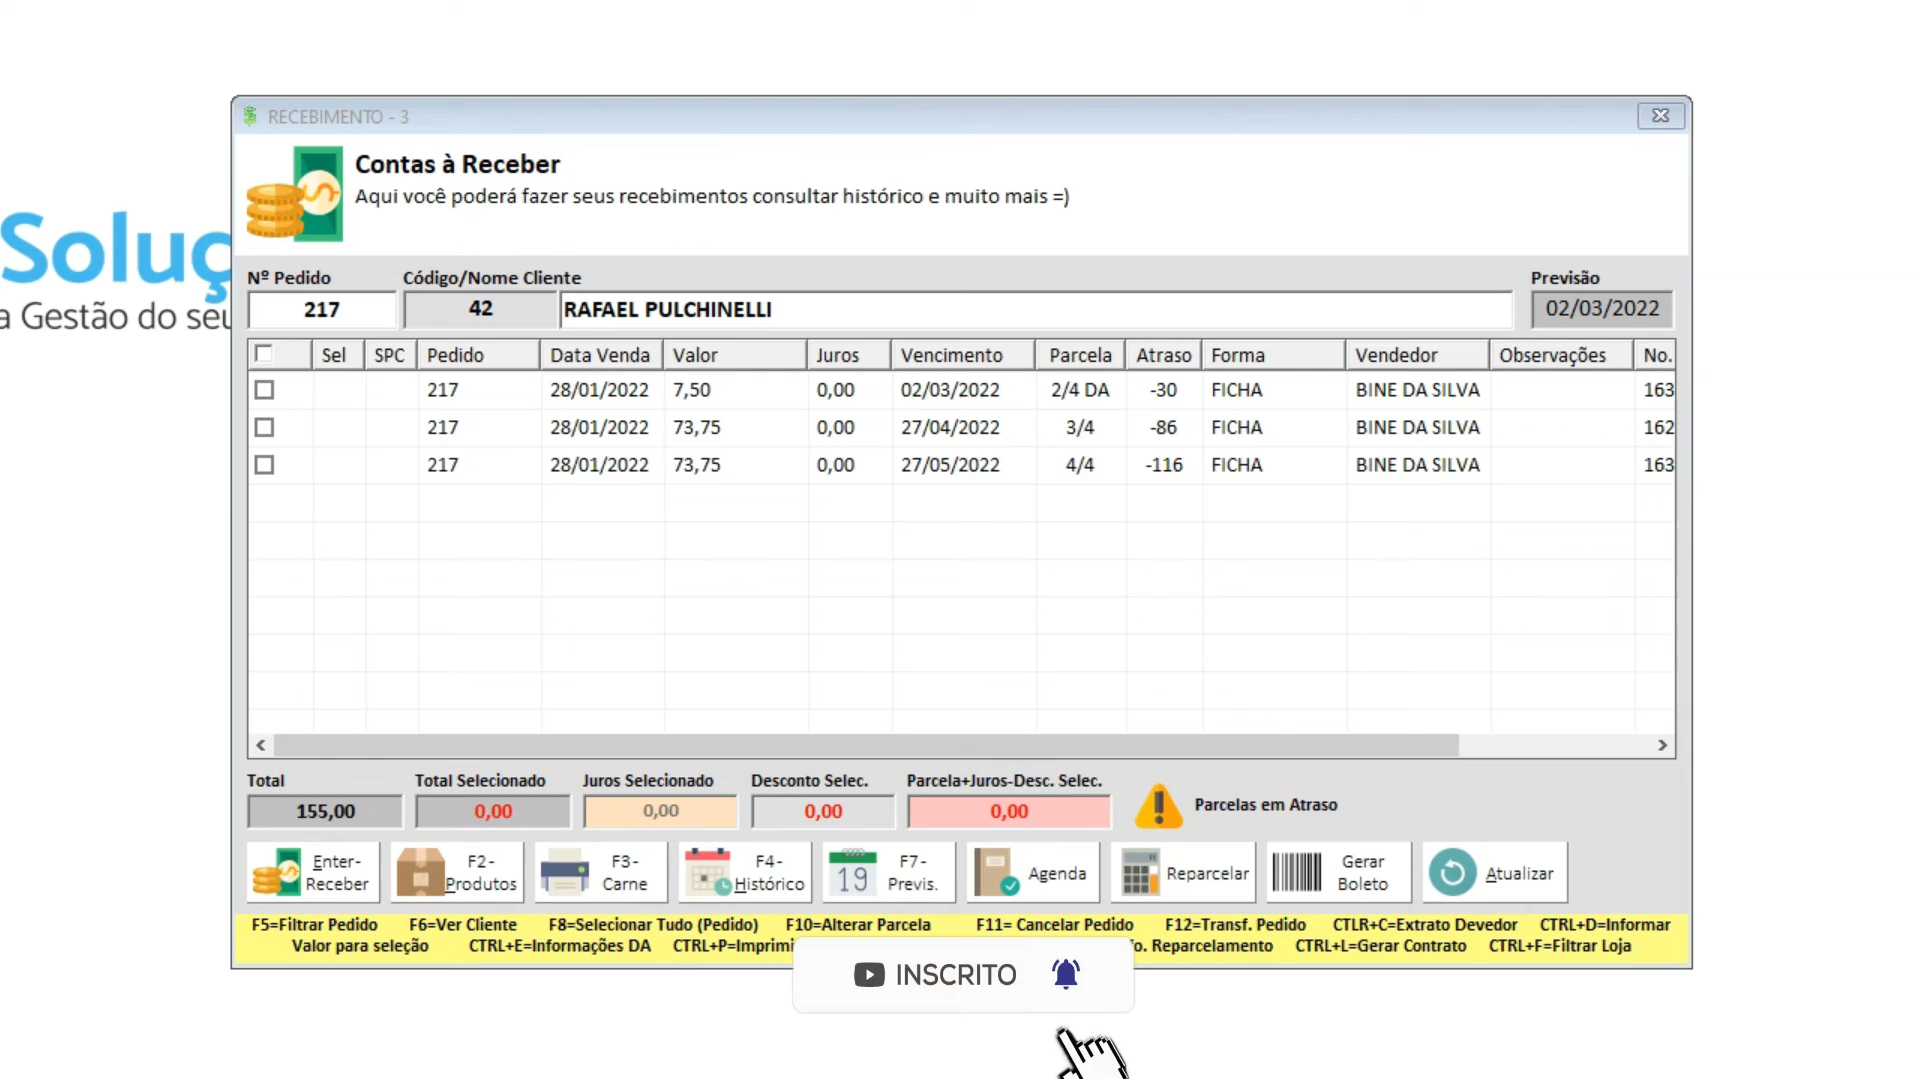 RECEBIMENTO - 3
Contas à Receber
Aqui você poderá fazer seus recebimentos consultar histórico e muito mais =)
Soluç
a Gestão do seu
Nº Pedido Código/Nome Cliente Previsão
217 42 RAFAEL PULCHINELLI 02/03/2022
Sel SPC Pedido Data Venda Valor Juros Vencimento Parcela Atraso Forma Vendedor Observações No.
217 28/01/2022 7,50 0,00 02/03/2022 2/4 DA -30 FICHA BINE DA SILVA 163
217 28/01/2022 73,75 0,00 27/04/2022 3/4 -86 FICHA BINE DA SILVA 162
217 28/01/2022 73,75 0,00 27/05/2022 4/4 -116 FICHA BINE DA SILVA 163
Total Total Selecionado Juros Selecionado Desconto Selec. Parcela+Juros-Desc. Selec.
155,00 0,00 0,00 0,00 0,00 Parcelas em Atraso
Enter-
Receber
F2-
Produtos
F3-
Carne
F4-
Histórico
19
F7-
Previs.
Agenda
Reparcelar
Gerar
Boleto
Atualizar
F5=Filtrar Pedido F6=Ver Cliente F8=Selecionar Tudo (Pedido) F10=Alterar Parcela F11= Cancelar Pedido F12=Transf. Pedido CTLR+C=Extrato Devedor CTRL+D=Informar
Valor para seleção CTRL+E=Informações DA CTRL+P=Imprimi o. Reparcelamento CTRL+L=Gerar Contrato CTRL+F=Filtrar Loja
INSCRITO